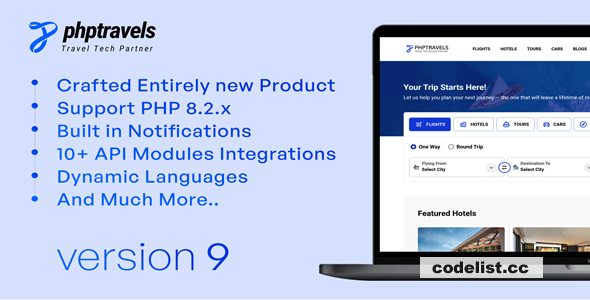 phptravels
Travel Tech Partner
Crafted Entirely new Product
Support PHP 8.2.x
Built in Notifications
10+ API Modules Integrations
Dynamic Languages
And Much More..
version 9
PHPTRAVELS
FLIGHTS HOTELS TOURS CARS BLOGS
Your Trip Starts Here!
Let us help you plan your next journey — the one that will leave a lifetime of m
FLIGHTS HOTELS TOURS CARS
One Way Round Trip
Flying From
Select City
Destination To
Select City
Featured Hotels
codelist.cc